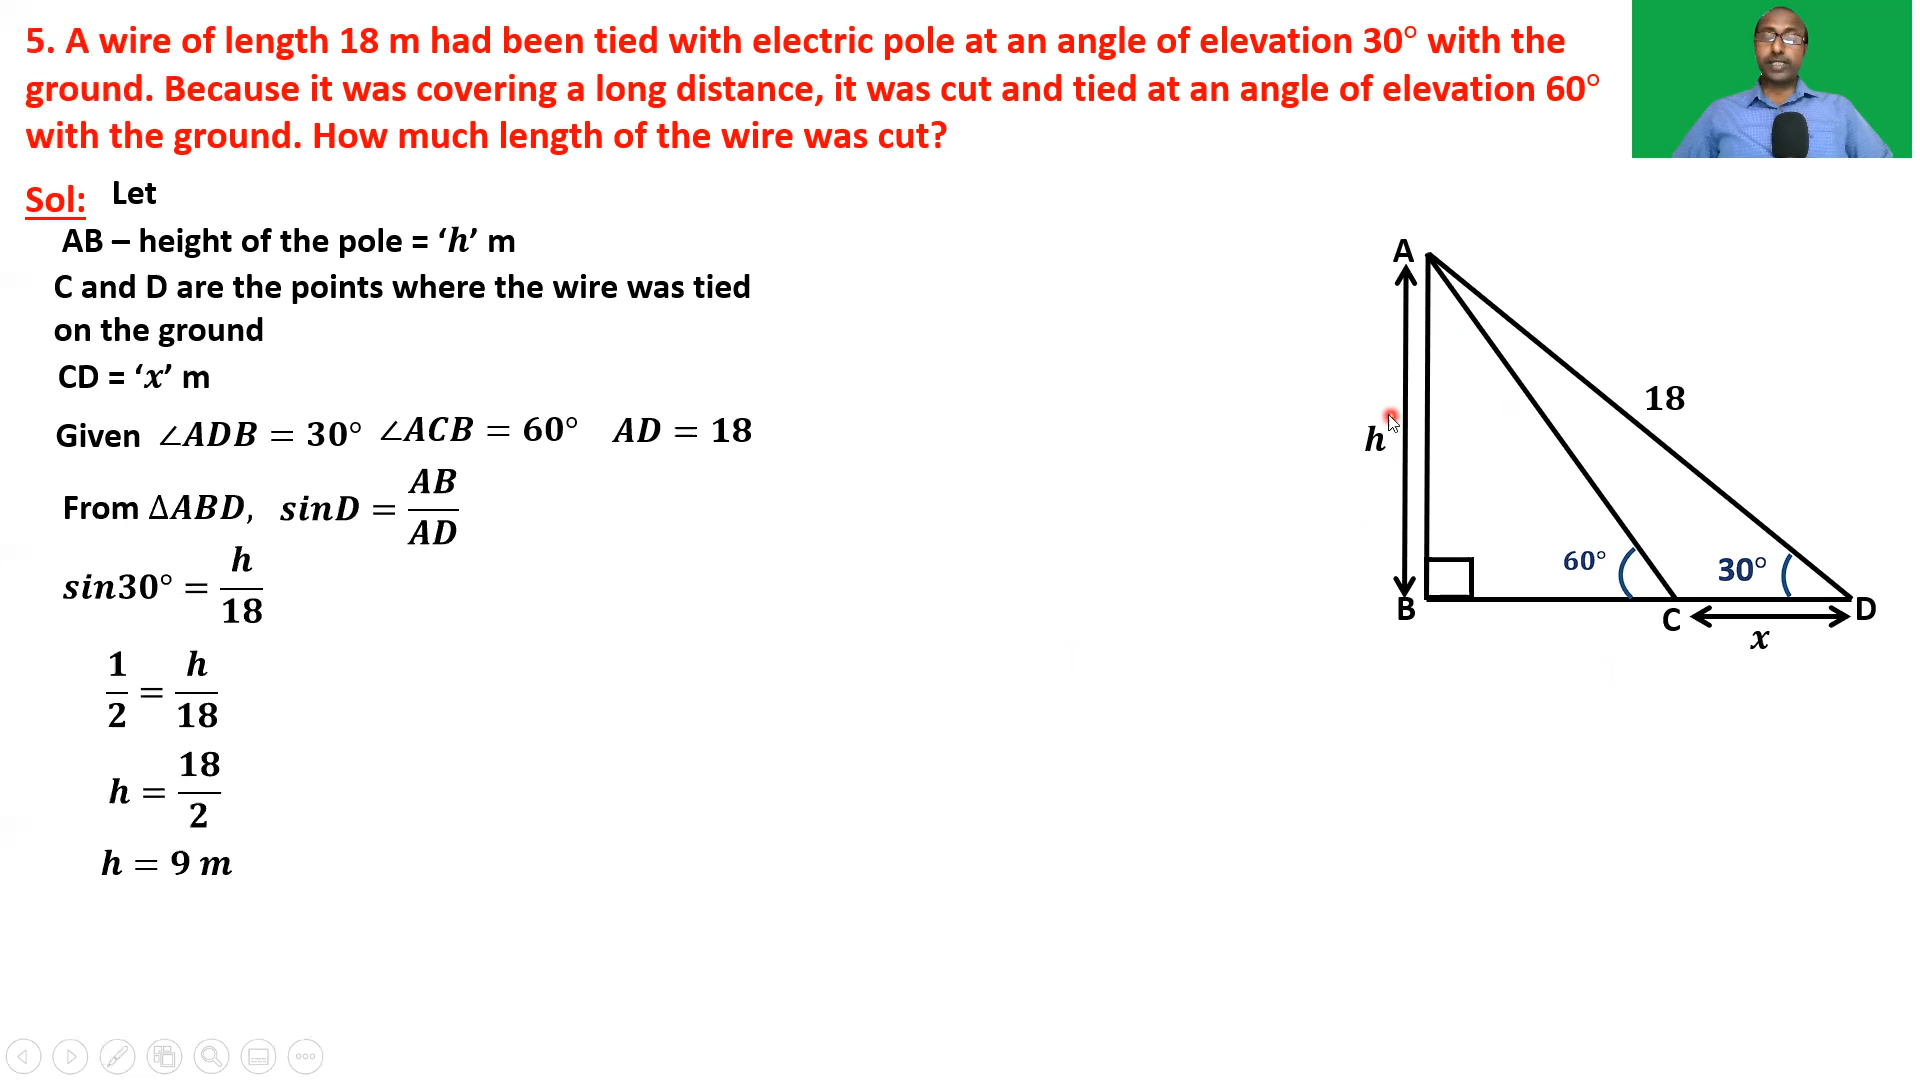 5. A wire of length 18 m had been tied with electric pole at an angle of elevation 30° with the
ground. Because it was covering a long distance, it was cut and tied at an angle of elevation 60°
with the ground. How much length of the wire was cut?
Sol: Let
AB – height of the pole = ‘h’ m
C and D are the points where the wire was tied
on the ground
CD = ‘x’ m
Given ∠ADB = 30° ∠ACB = 60° AD = 18
From ΔABD, sinD = AB/AD
sin30° = h/18
1/2 = h/18
h = 18/2
h = 9 m
A
18
h
60°
30°
B
C
D
x